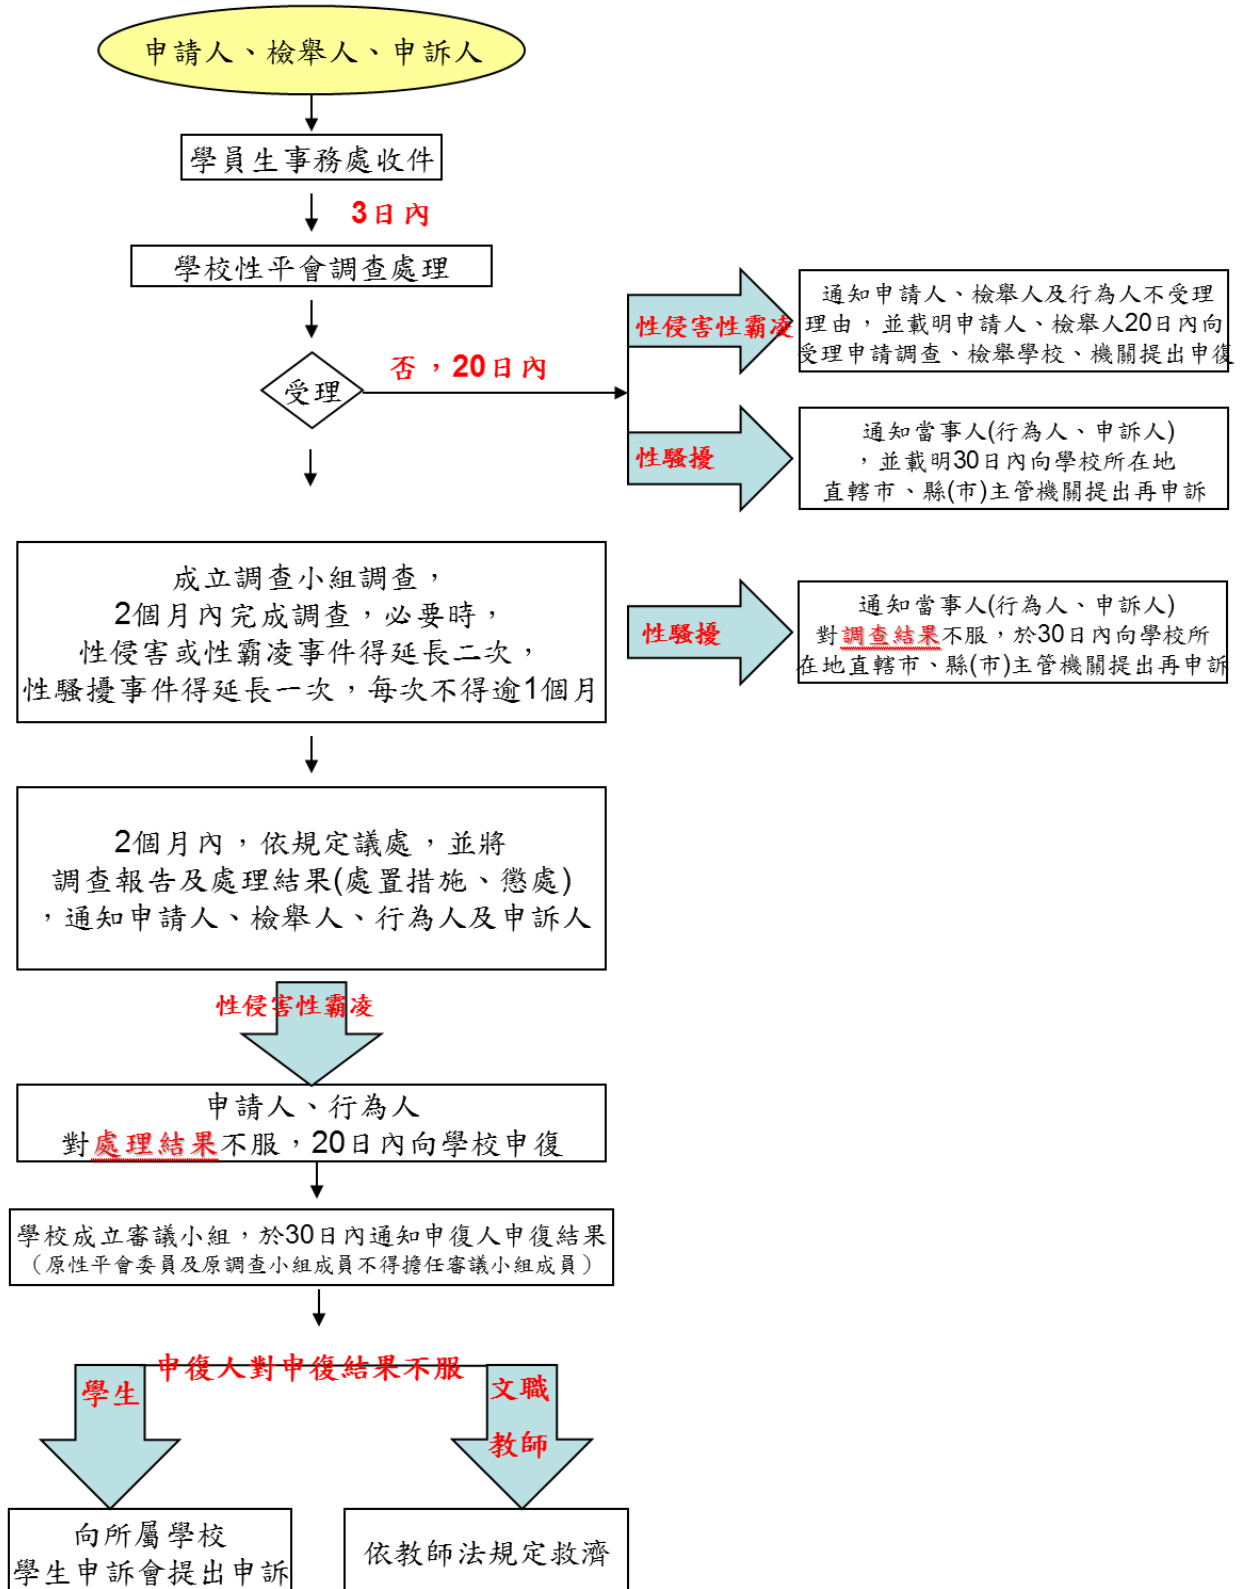 申請人、檢舉人、申訴人
學員生事務處收件
3日內
學校性平會調查處理
受理
否，20日內
性侵害性霸凌
通知申請人、檢舉人及行為人不受理
理由，並載明申請人、檢舉人20日內向
受理申請調查、檢舉學校、機關提出申復
性騷擾
通知當事人(行為人、申訴人)
，並載明30日內向學校所在地
直轄市、縣(市)主管機關提出再申訴
成立調查小組調查，
2個月內完成調查，必要時，
性侵害或性霸凌事件得延長二次，
性騷擾事件得延長一次，每次不得逾1個月
性騷擾
通知當事人(行為人、申訴人)
對調查結果不服，於30日內向學校所
在地直轄市、縣(市)主管機關提出再申訴
2個月內，依規定議處，並將
調查報告及處理結果(處置措施、懲處)
，通知申請人、檢舉人、行為人及申訴人
性侵害性霸凌
申請人、行為人
對處理結果不服，20日內向學校申復
學校成立審議小組，於30日內通知申復人申復結果
（原性平會委員及原調查小組成員不得擔任審議小組成員）
申復人對申復結果不服
學生
文職
教師
向所屬學校
學生申訴會提出申訴
依教師法規定救濟